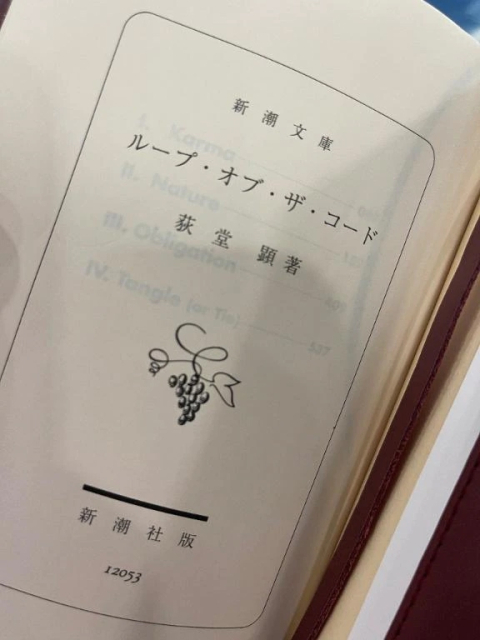 新潮文庫
ループ・オブ・ザ・コード
荻堂 顕著
新潮社版
12053
I. Karma
II. Nature
III. Obligation
IV. Tangle (or Tie)
537